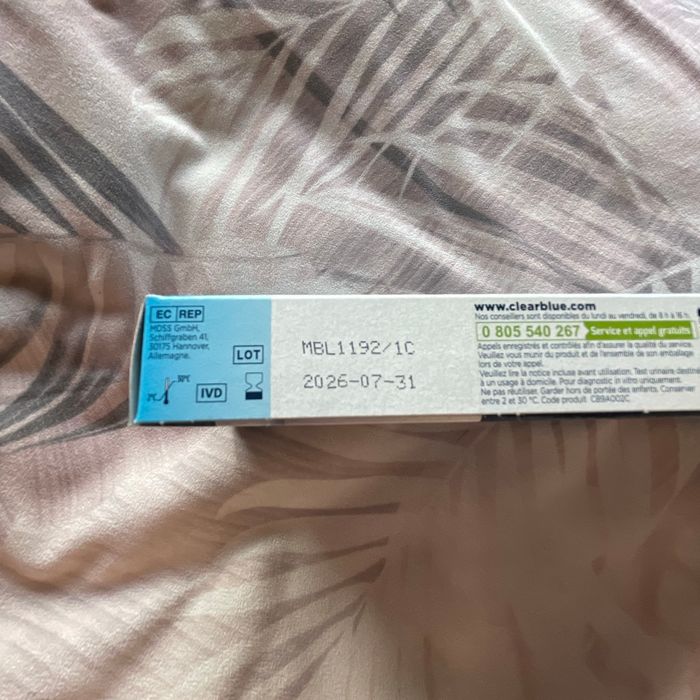 EC REP
MDSS GmbH,
Schiffgraben 41,
30175 Hannover,
Allemagne.
LOT
MBL1192/1C
2°C 30°C
IVD
2026-07-31
www.clearblue.com
Nos conseillers sont disponibles du lundi au vendredi, de 8 h à 16 h.
0 805 540 267 Service et appel gratuits
Appels enregistrés et contrôlés afin d'assurer la qualité du service.
Veuillez vous munir du produit et de l'ensemble de son emballage
lors de votre appel.
Veuillez lire la notice incluse avant utilisation. Test urinaire destiné
à un usage à domicile. Pour diagnostic in vitro uniquement.
Ne pas réutiliser. Garder hors de portée des enfants. Conserver
entre 2 et 30 °C. Code produit